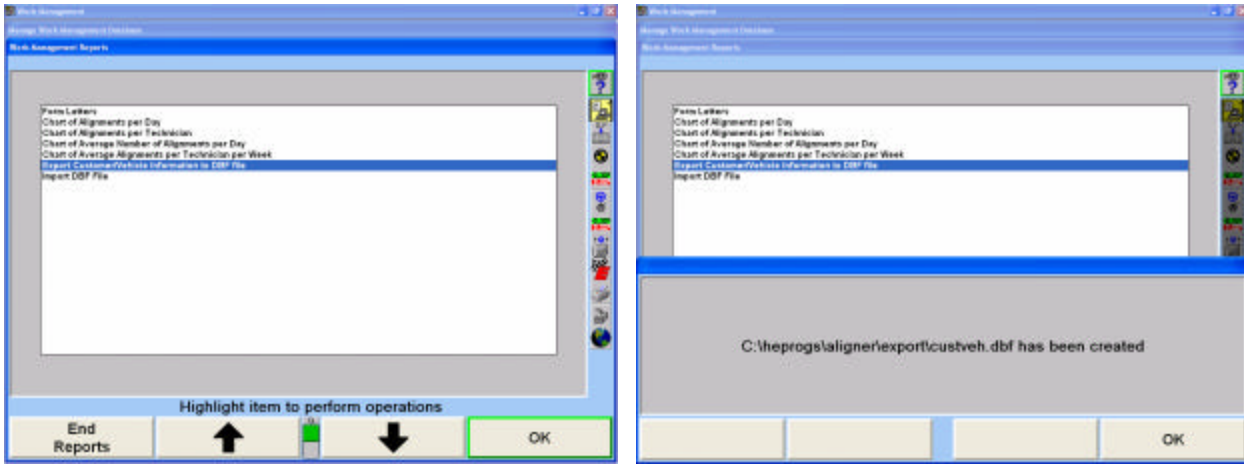 Work Management
Manage Work Management Database
Work Management Reports
Form Letters
Chart of Alignments per Day
Chart of Alignments per Technician
Chart of Average Number of Alignments per Day
Chart of Average Alignments per Technician per Week
Export Customer/Vehicle Information to DBF File
Import DBF File
Highlight item to perform operations
End
Reports
OK
Work Management
Manage Work Management Database
Work Management Reports
Form Letters
Chart of Alignments per Day
Chart of Alignments per Technician
Chart of Average Number of Alignments per Day
Chart of Average Alignments per Technician per Week
Export Customer/Vehicle Information to DBF File
Import DBF File
C:\heprogs\aligner\export\custveh.dbf has been created
OK